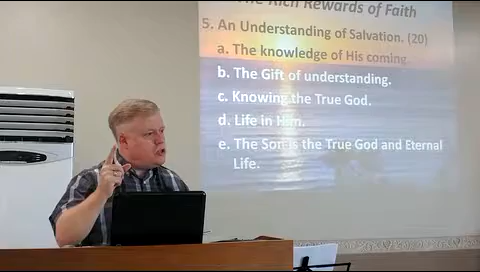 The Rich Rewards of Faith
5. An Understanding of Salvation. (20)
a. The knowledge of His coming.
b. The Gift of understanding.
c. Knowing the True God.
d. Life in Him.
e. The Son is the True God and Eternal
Life.